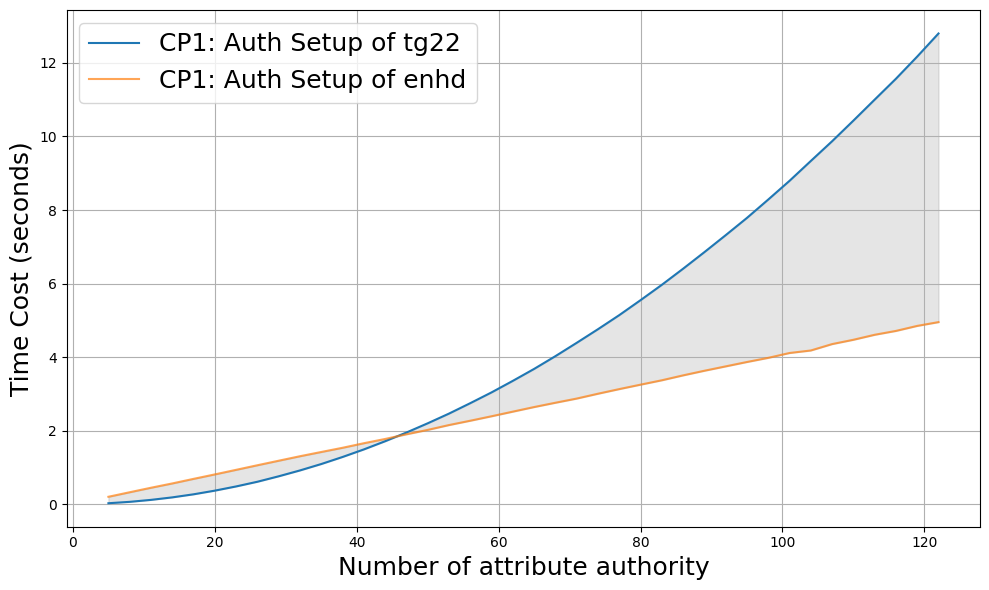 CP1: Auth Setup of tg22
CP1: Auth Setup of enhd
Time Cost (seconds)
12
10
8
6
4
2
0
0 20 40 60 80 100 120
Number of attribute authority